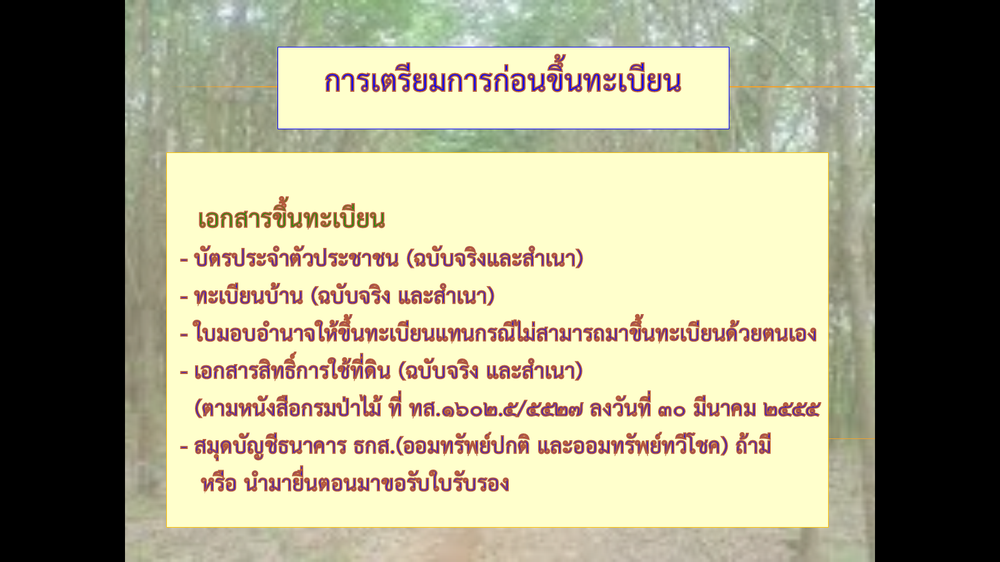 การเตรียมการก่อนขึ้นทะเบียน
เอกสารขึ้นทะเบียน
- บัตรประจำตัวประชาชน (ฉบับจริงและสำเนา)
- ทะเบียนบ้าน (ฉบับจริง และสำเนา)
- ใบมอบอำนาจให้ขึ้นทะเบียนแทนกรณีไม่สามารถมาขึ้นทะเบียนด้วยตนเอง
- เอกสารสิทธิ์การใช้ที่ดิน (ฉบับจริง และสำเนา)
(ตามหนังสือกรมป่าไม้ ที่ ทส.๑๖๐๒.๕/๕๕๒๗ ลงวันที่ ๓๐ มีนาคม ๒๕๕๕
- สมุดบัญชีธนาคาร ธกส.(ออมทรัพย์ปกติ และออมทรัพย์ทวีโชค) ถ้ามี
หรือ นำมายื่นตอนมาขอรับใบรับรอง